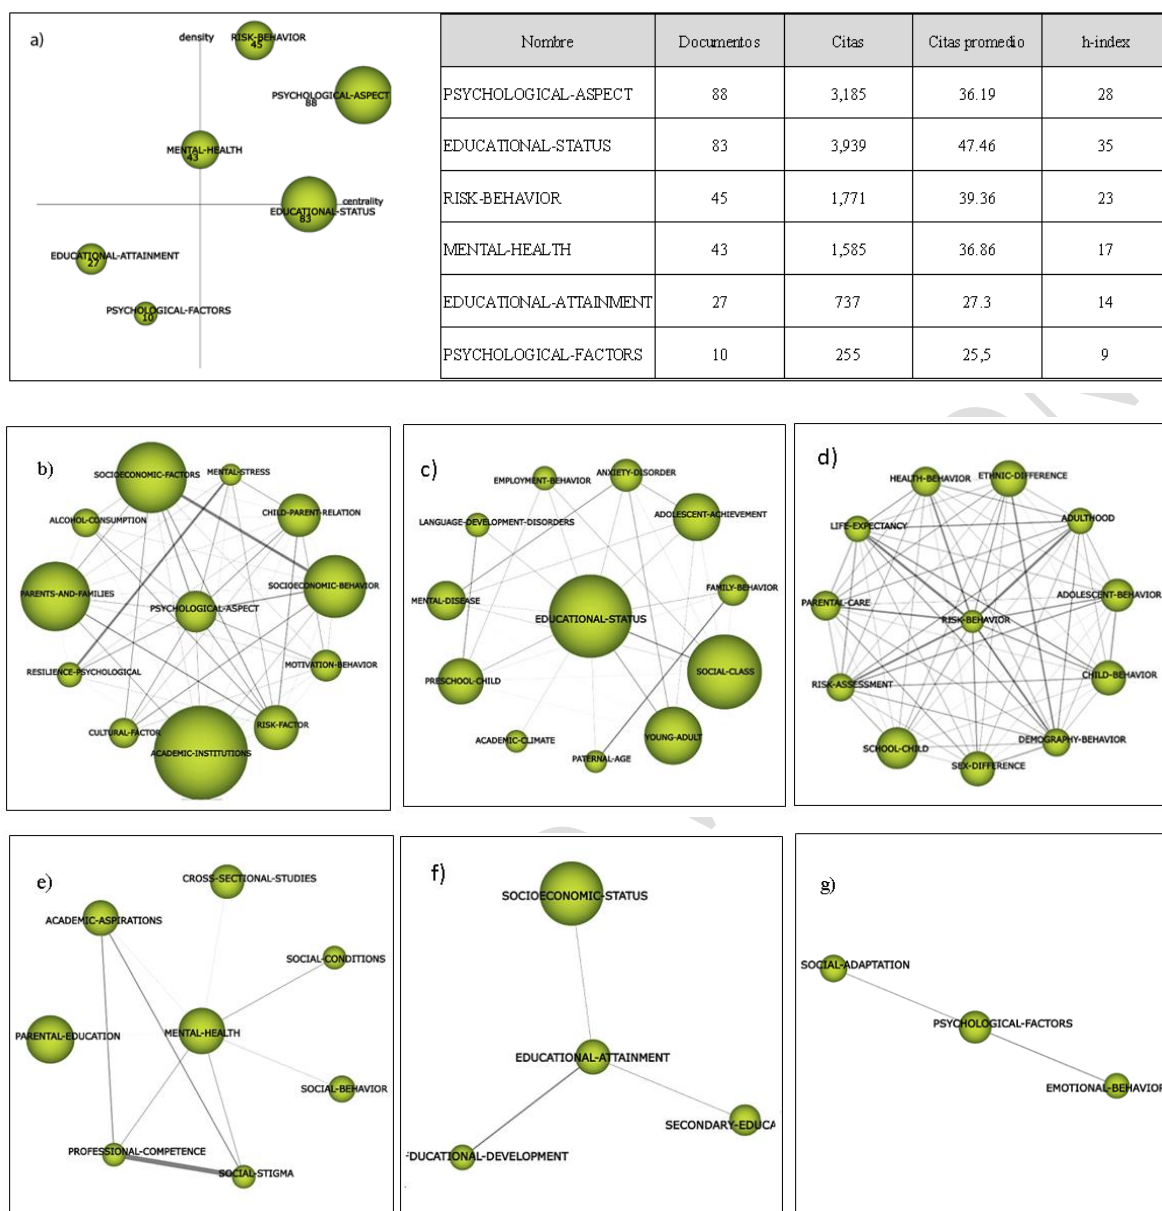 a)
density
RISK-BEHAVIOR
45
PSYCHOLOGICAL-ASPECT
88
MENTAL-HEALTH
43
centrality
EDUCATIONAL-STATUS
83
EDUCATIONAL-ATTAINMENT
27
PSYCHOLOGICAL-FACTORS
10
Nombre Documentos Citas Citas promedio h-index
PSYCHOLOGICAL-ASPECT 88 3,185 36.19 28
EDUCATIONAL-STATUS 83 3,939 47.46 35
RISK-BEHAVIOR 45 1,771 39.36 23
MENTAL-HEALTH 43 1,585 36.86 17
EDUCATIONAL-ATTAINMENT 27 737 27.3 14
PSYCHOLOGICAL-FACTORS 10 255 25,5 9
b)
SOCIOECONOMIC-FACTORS
MENTAL-STRESS
ALCOHOL-CONSUMPTION
CHILD-PARENT-RELATION
SOCIOECONOMIC-BEHAVIOR
PARENTS-AND-FAMILIES
PSYCHOLOGICAL-ASPECT
RESILIENCE-PSYCHOLOGICAL
MOTIVATION-BEHAVIOR
CULTURAL-FACTOR
RISK-FACTOR
ACADEMIC-INSTITUTIONS
c)
EMPLOYMENT-BEHAVIOR
ANXIETY-DISORDER
LANGUAGE-DEVELOPMENT-DISORDERS
ADOLESCENT-ACHIEVEMENT
MENTAL-DISEASE
FAMILY-BEHAVIOR
EDUCATIONAL-STATUS
PRESCHOOL-CHILD
SOCIAL-CLASS
ACADEMIC-CLIMATE
YOUNG-ADULT
PATERNAL-AGE
d)
HEALTH-BEHAVIOR
ETHNIC-DIFFERENCE
LIFE-EXPECTANCY
ADULTHOOD
PARENTAL-CARE
ADOLESCENT-BEHAVIOR
RISK-BEHAVIOR
RISK-ASSESSMENT
CHILD-BEHAVIOR
SCHOOL-CHILD
DEMOGRAPHY-BEHAVIOR
SEX-DIFFERENCE
e)
CROSS-SECTIONAL-STUDIES
ACADEMIC-ASPIRATIONS
SOCIAL-CONDITIONS
PARENTAL-EDUCATION
MENTAL-HEALTH
SOCIAL-BEHAVIOR
PROFESSIONAL-COMPETENCE
SOCIAL-STIGMA
f)
SOCIOECONOMIC-STATUS
EDUCATIONAL-ATTAINMENT
SECONDARY-EDUCA
EDUCATIONAL-DEVELOPMENT
g)
SOCIAL-ADAPTATION
PSYCHOLOGICAL-FACTORS
EMOTIONAL-BEHAVIOR